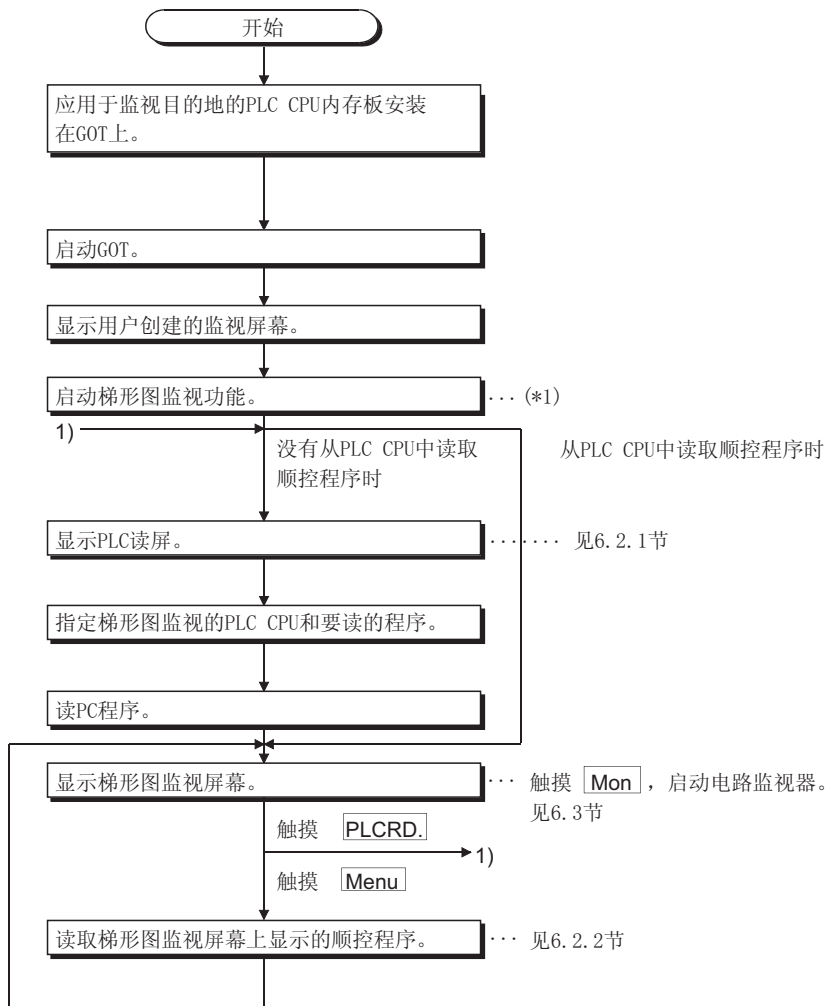 开始
应用于监视目的地的PLC CPU内存板安装
在GOT上。
启动GOT。
显示用户创建的监视屏幕。
启动梯形图监视功能。 ···(*1)
1)
没有从PLC CPU中读取
顺控程序时
从PLC CPU中读取顺控程序时
显示PLC读屏。 ······· 见6.2.1节
指定梯形图监视的PLC CPU和要读的程序。
读PC程序。
显示梯形图监视屏幕。 ··· 触摸 Mon ，启动电路监视器。
见6.3节
触摸 PLCRD.
1)
触摸 Menu
读取梯形图监视屏幕上显示的顺控程序。 ··· 见6.2.2节